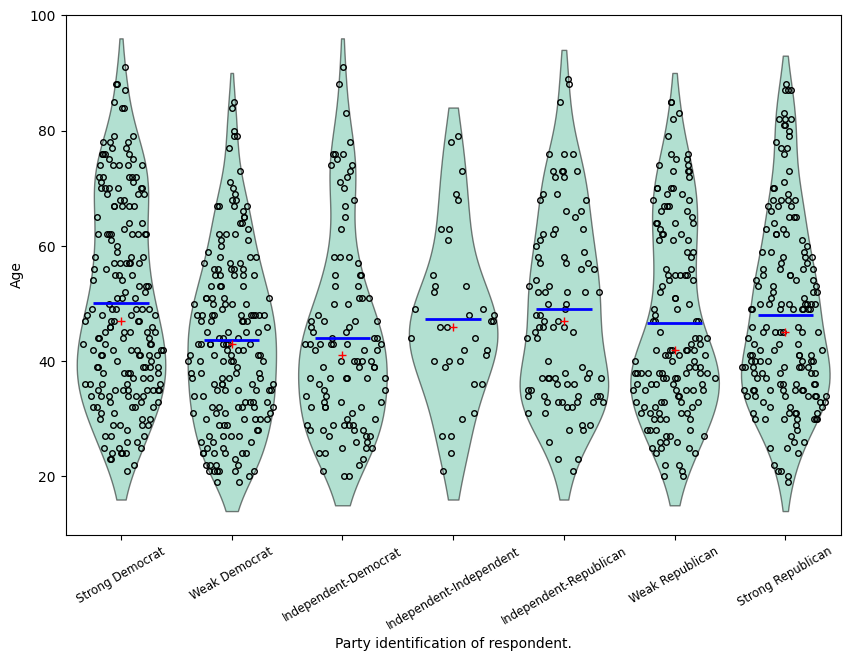 100
80
60
40
20
Age
Strong Democrat
Weak Democrat
Independent-Democrat
Independent-Independent
Independent-Republican
Weak Republican
Strong Republican
Party identification of respondent.